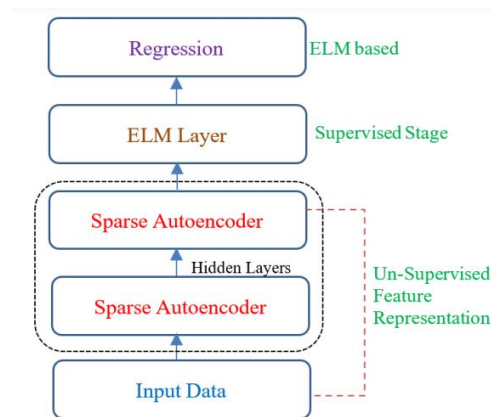 Regression
ELM based
ELM Layer
Supervised Stage
Sparse Autoencoder
Hidden Layers
Un-Supervised
Feature
Representation
Sparse Autoencoder
Input Data